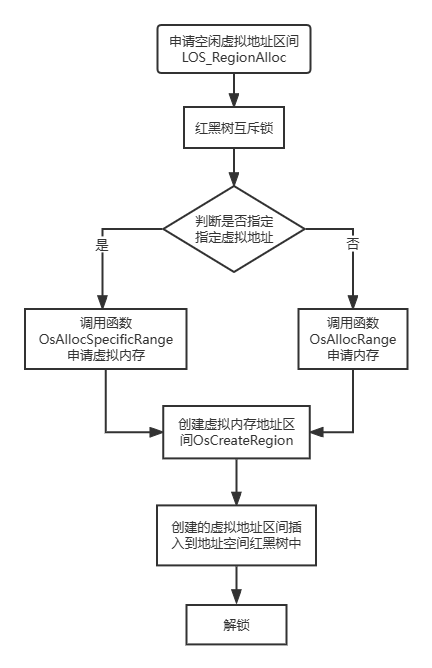 申请空闲虚拟地址区间
LOS_RegionAlloc
红黑树互斥锁
判断是否指定
指定虚拟地址
是
否
调用函数
OsAllocSpecificRange
申请虚拟内存
调用函数
OsAllocRange
申请内存
创建虚拟内存地址区
间OsCreateRegion
创建的虚拟地址区间插
入到地址空间红黑树中
解锁